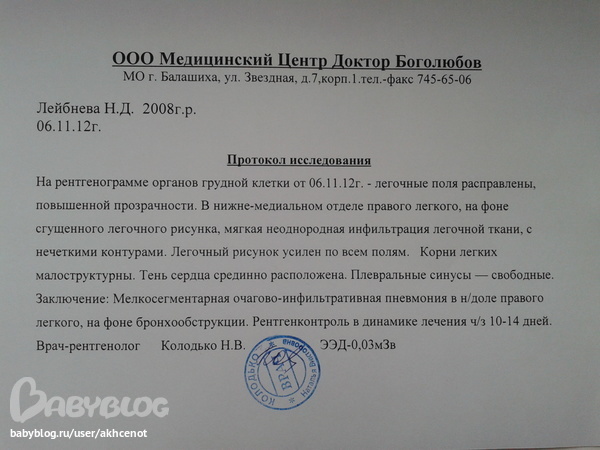 ООО Медицинский Центр Доктор Боголюбов
МО г. Балашиха, ул. Звездная, д.7,корп.1.тел.-факс 745-65-06
Лейбнева Н.Д. 2008г.р.
06.11.12г.
Протокол исследования
На рентгенограмме органов грудной клетки от 06.11.12г. - легочные поля расправлены,
повышенной прозрачности. В нижне-медиальном отделе правого легкого, на фоне
сгущенного легочного рисунка, мягкая неоднородная инфильтрация легочной ткани, с
нечеткими контурами. Легочный рисунок усилен по всем полям. Корни легких
малоструктурны. Тень сердца срединно расположена. Плевральные синусы — свободные.
Заключение: Мелкосегментарная очагово-инфильтративная пневмония в н/доле правого
легкого, на фоне бронхообструкции. Рентгенконтроль в динамике лечения ч/з 10-14 дней.
Врач-рентгенолог Колодько Н.В. ЭЭД-0,03мЗв
КОЛОДЬКО
ВРАЧ
BABYBLOG
babyblog.ru/user/akhcenot